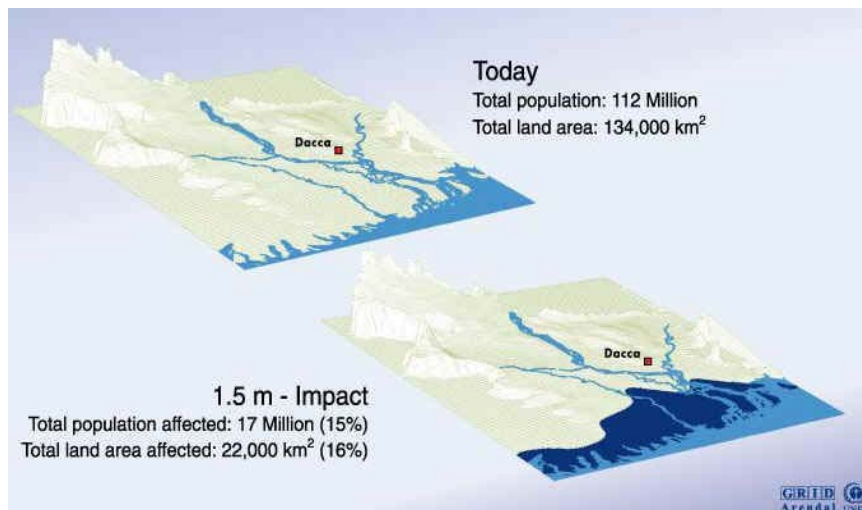 Today
Total population: 112 Million
Total land area: 134,000 km²
Dacca
Dacca
1.5 m - Impact
Total population affected: 17 Million (15%)
Total land area affected: 22,000 km² (16%)
GRID
Arendal UNEP